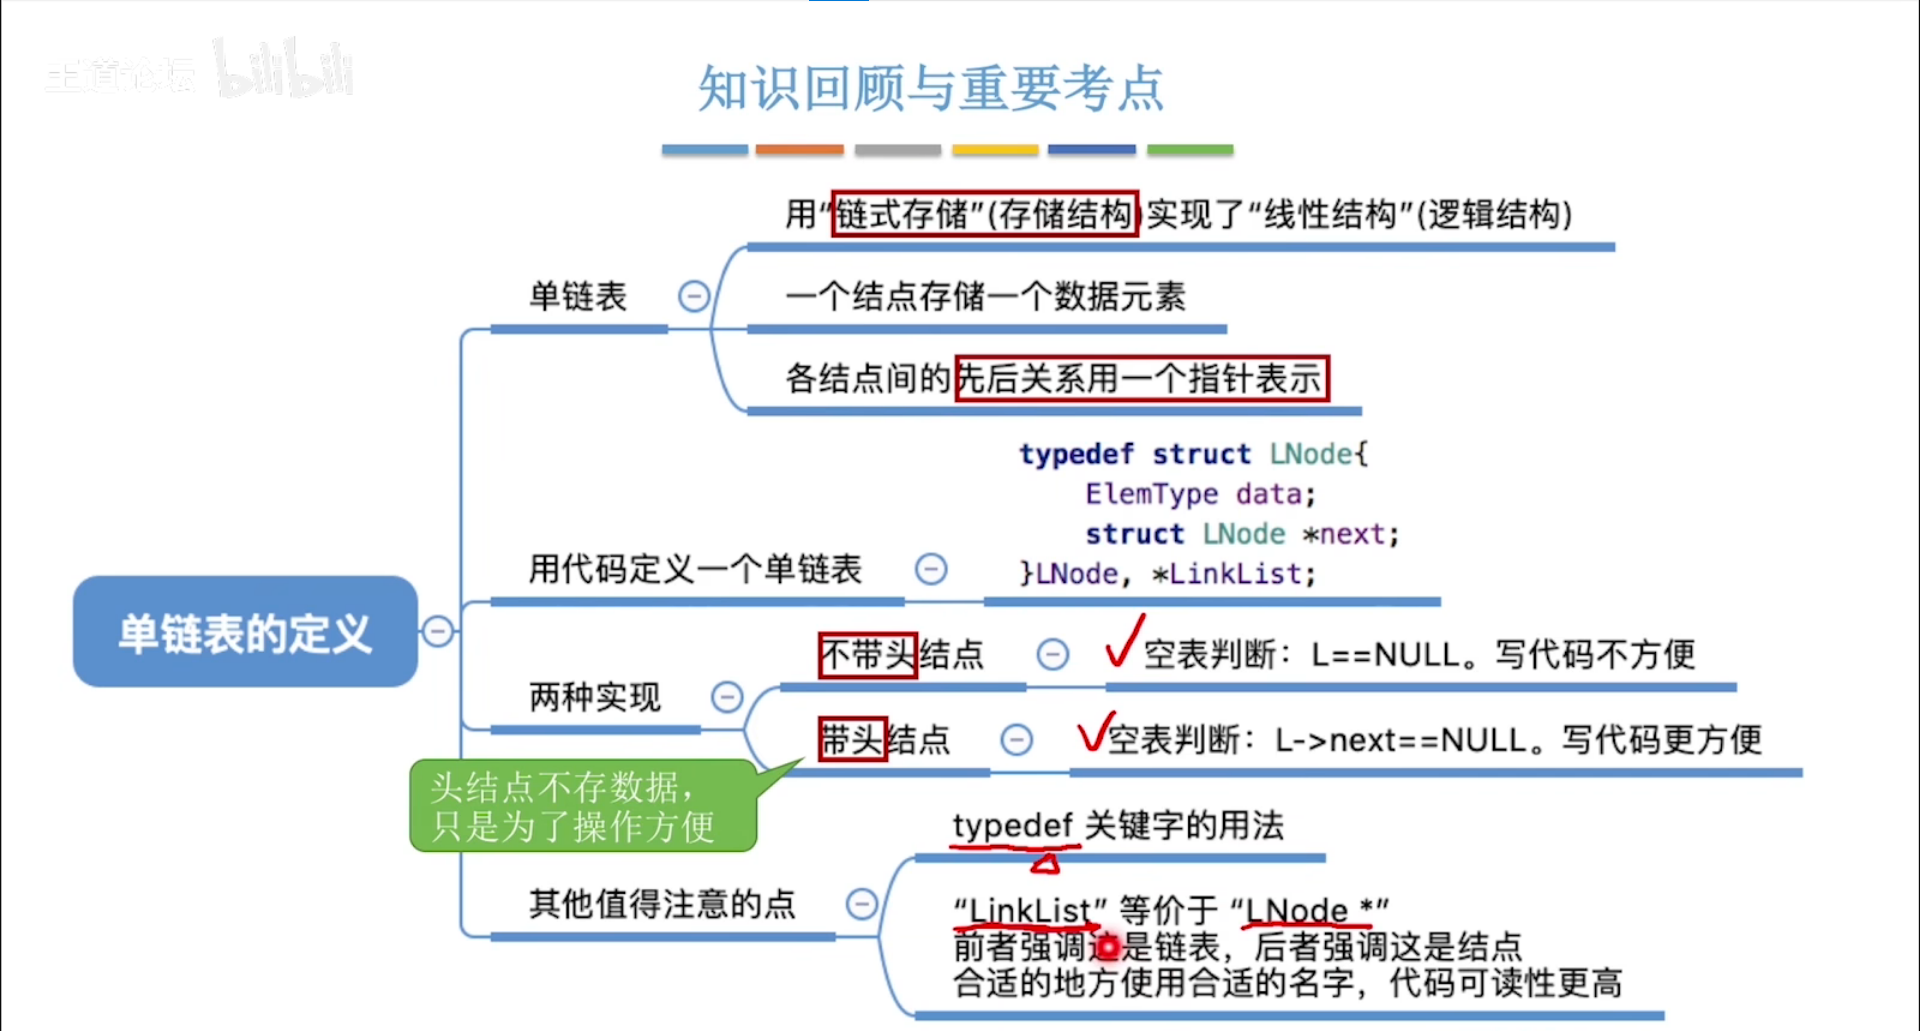 王道论坛 bilibili
知识回顾与重要考点
用“链式存储”(存储结构)实现了“线性结构”(逻辑结构)
单链表
一个结点存储一个数据元素
各结点间的先后关系用一个指针表示
typedef struct LNode{
ElemType data;
struct LNode *next;
}LNode, *LinkList;
用代码定义一个单链表
单链表的定义
不带头结点
空表判断：L==NULL。写代码不方便
两种实现
带头结点
空表判断：L->next==NULL。写代码更方便
头结点不存数据，
只是为了操作方便
typedef 关键字的用法
其他值得注意的点
“LinkList” 等价于 “LNode *”
前者强调这是链表，后者强调这是结点
合适的地方使用合适的名字，代码可读性更高